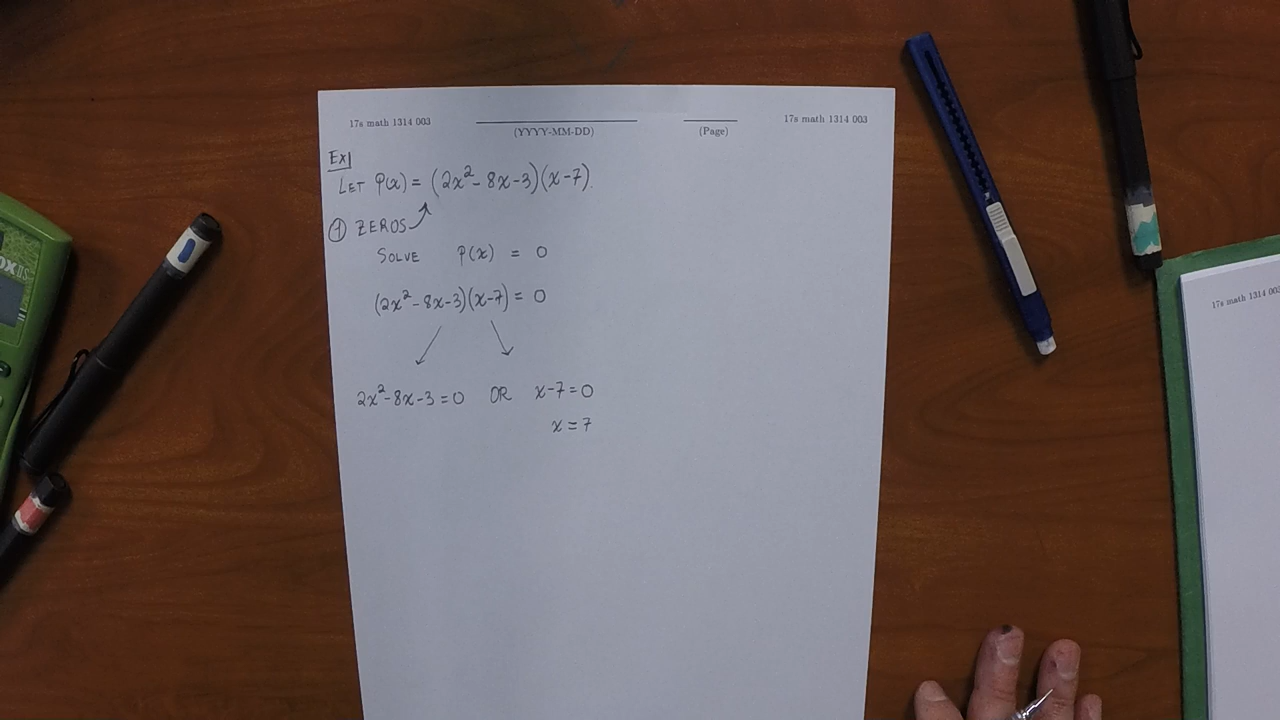 17s math 1314 003
(YYYY-MM-DD)
(Page)
17s math 1314 003
Ex1
LET P(x) = (2x²-8x-3)(x-7).
① ZEROS
SOLVE P(x) = 0
(2x²-8x-3)(x-7) = 0
2x²-8x-3=0 OR x-7=0
x=7
17s math 1314 003